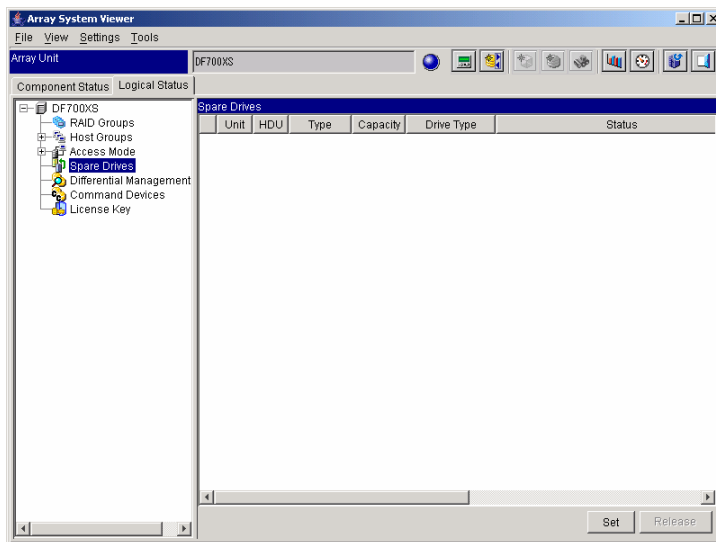 Array System Viewer
File View Settings Tools
Array Unit
DF700XS
Component Status
Logical Status
DF700XS
RAID Groups
Host Groups
Access Mode
Spare Drives
Differential Management
Command Devices
License Key
Spare Drives
Unit HDU Type Capacity Drive Type Status
Set
Release